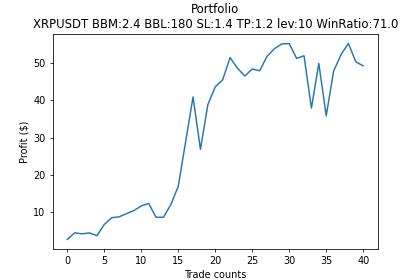 Portfolio
XRPUSDT BBM:2.4 BBL:180 SL:1.4 TP:1.2 lev:10 WinRatio:71.0
Profit ($)
50
40
30
20
10
0 5 10 15 20 25 30 35 40
Trade counts